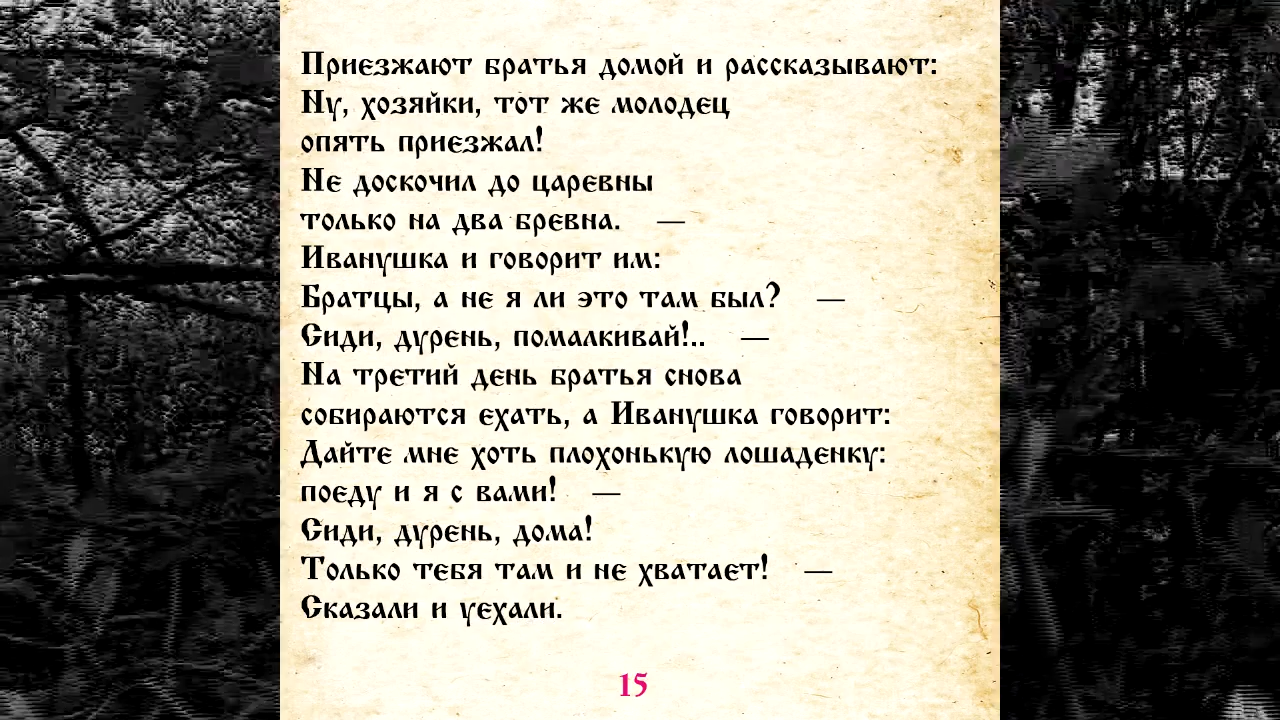 Приезжают братья домой и рассказывают:
Ну, хозяйки, тот же молодец
опять приезжал!
Не доскочил до царевны
только на два бревна. —
Иванушка и говорит им:
Братцы, а не я ли это там был? —
Сиди, дурень, помалкивай!.. —
На третий день братья снова
собираются ехать, а Иванушка говорит:
Дайте мне хоть плохонькую лошаденку:
поеду и я с вами! —
Сиди, дурень, дома!
Только тебя там и не хватает! —
Сказали и уехали.
15